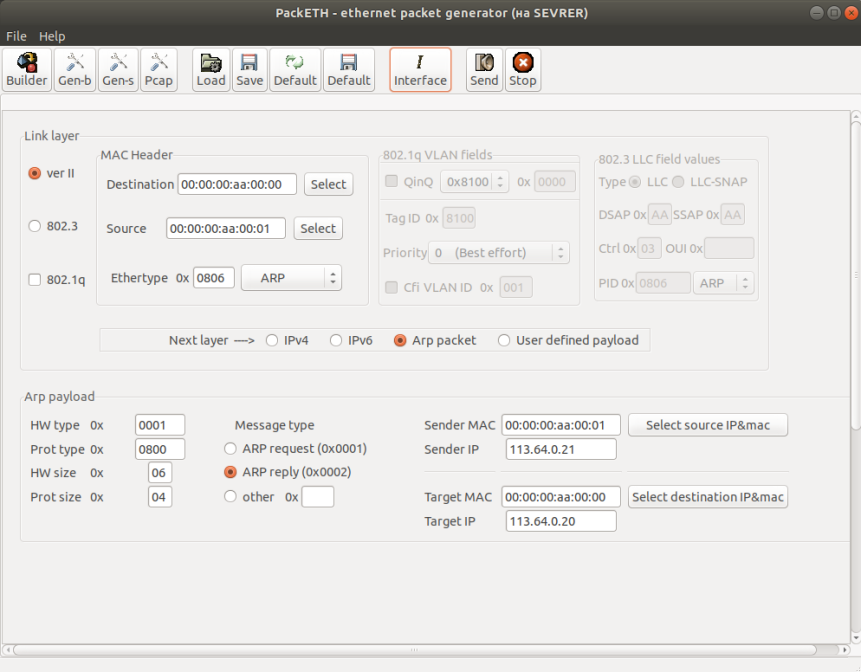 PackETH - ethernet packet generator (на SEVRER)
File Help
Builder Gen-b Gen-s Pcap Load Save Default Default Interface Send Stop
Link layer
MAC Header 802.1q VLAN fields 802.3 LLC field values
ver II Destination 00:00:00:aa:00:00 Select QinQ 0x8100 0x 0000 Type LLC LLC-SNAP
Tag ID 0x 8100 DSAP 0x AA SSAP 0x AA
802.3 Source 00:00:00:aa:00:01 Select
Priority 0 (Best effort) Ctrl 0x 03 OUI 0x
802.1q Ethertype 0x 0806 ARP Cfi VLAN ID 0x 001 PID 0x 0806 ARP
Next layer ----> IPv4 IPv6 Arp packet User defined payload
Arp payload
HW type 0x 0001 Message type Sender MAC 00:00:00:aa:00:01 Select source IP&mac
Prot type 0x 0800 ARP request (0x0001) Sender IP 113.64.0.21
HW size 0x 06 ARP reply (0x0002)
Prot size 0x 04 other 0x Target MAC 00:00:00:aa:00:00 Select destination IP&mac
Target IP 113.64.0.20